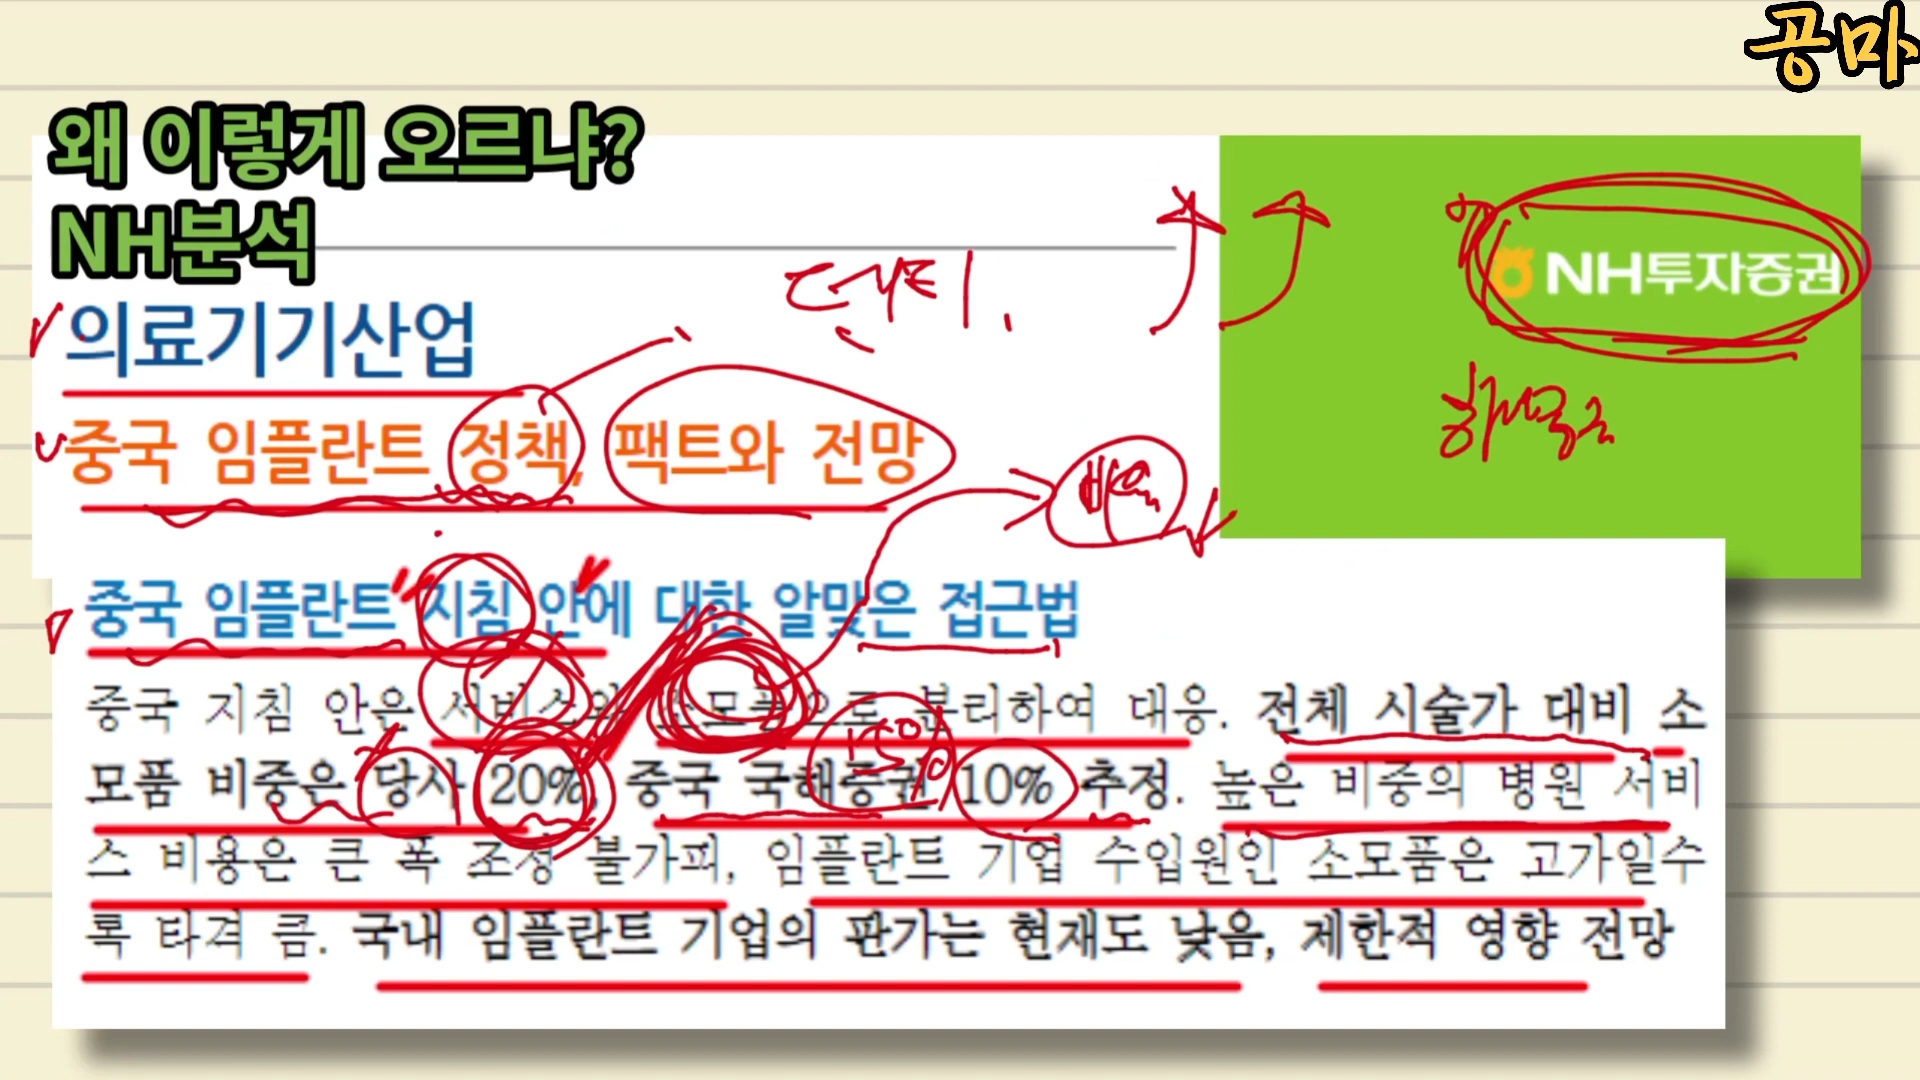 공마
왜 이렇게 오르냐?
NH분석
NH투자증권
의료기기산업
중국 임플란트 정책, 팩트와 전망
중국 임플란트 지침 안에 대한 알맞은 접근법
중국 지침 안은 서비스와 소모품으로 분리하여 대응. 전체 시술가 대비 소
모품 비중은 당사 20%, 중국 국해증권 10% 추정. 높은 비중의 병원 서비
스 비용은 큰 폭 조정 불가피, 임플란트 기업 수입원인 소모품은 고가일수
록 타격 큼. 국내 임플란트 기업의 판가는 현재도 낮음, 제한적 영향 전망
15%